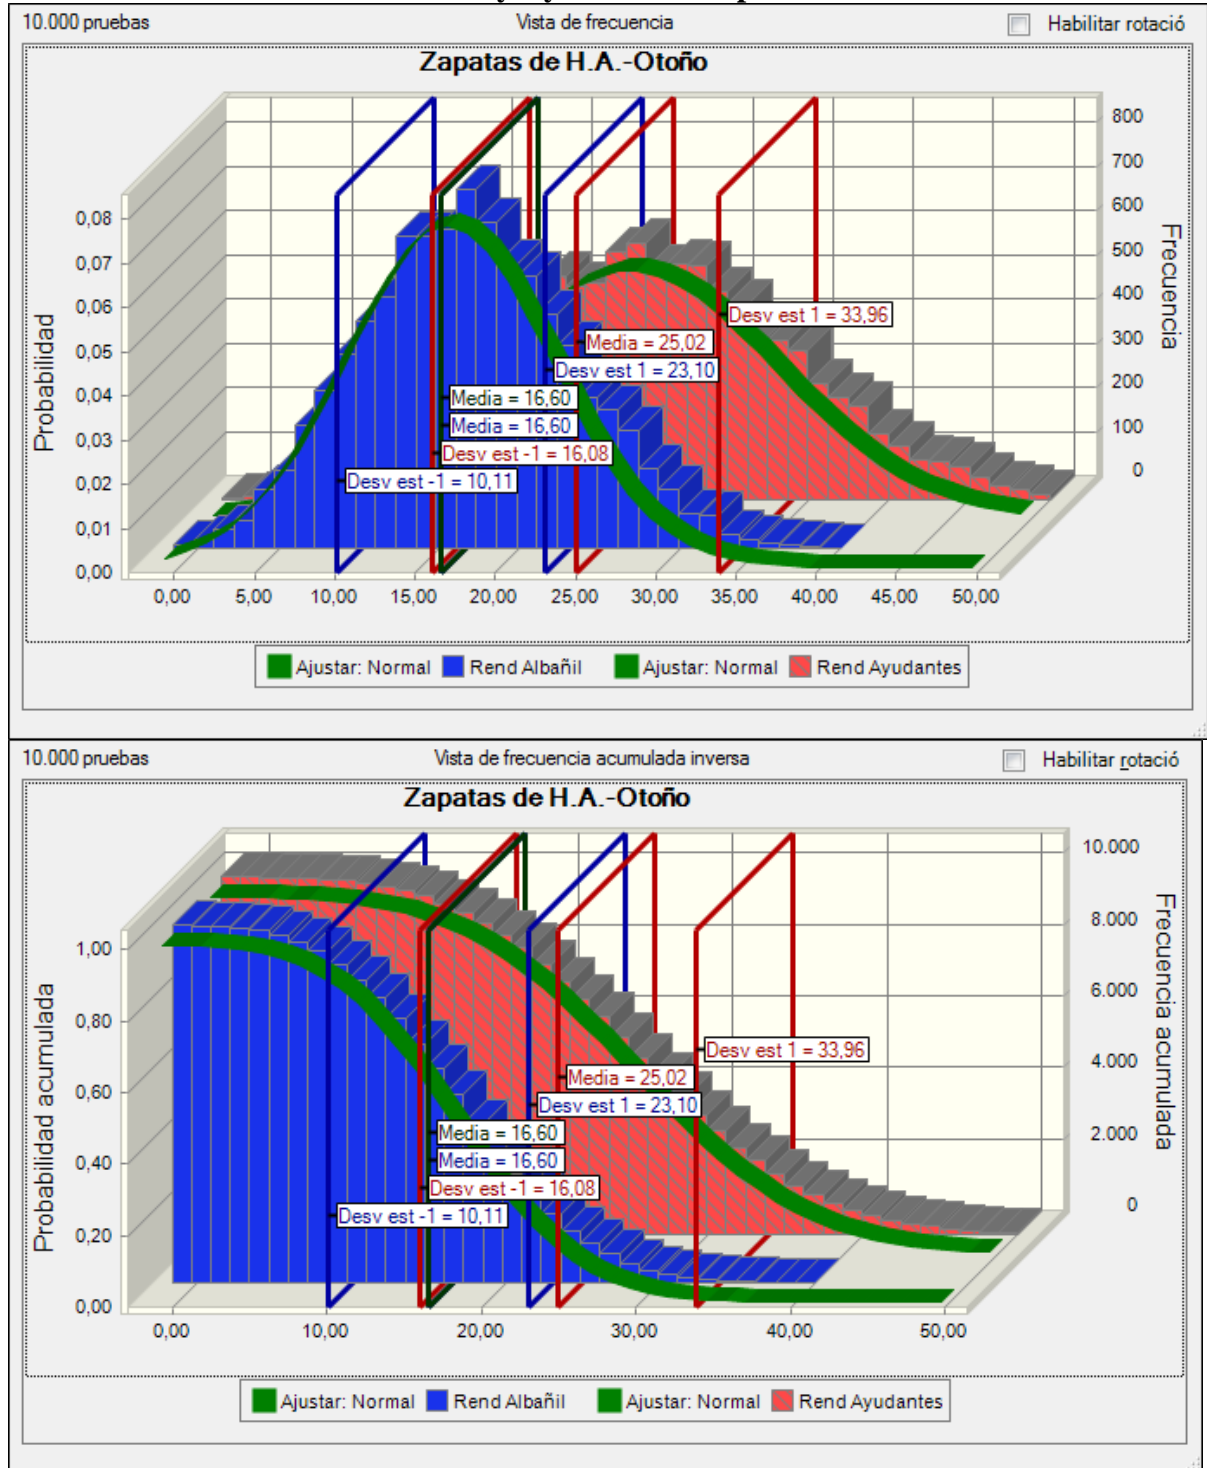 10.000 pruebas Vista de frecuencia Habilitar rotació
Zapatas de H.A.-Otoño
800
700
600
500
400
300
200
100
0
Frecuencia
0,08
0,07
0,06
0,05
0,04
0,03
0,02
0,01
0,00
Probabilidad
Desv est 1 = 33,96
Media = 25,02
Desv est 1 = 23,10
Media = 16,60
Media = 16,60
Desv est -1 = 16,08
Desv est -1 = 10,11
0,00 5,00 10,00 15,00 20,00 25,00 30,00 35,00 40,00 45,00 50,00
Ajustar: Normal Rend Albañil Ajustar: Normal Rend Ayudantes
10.000 pruebas Vista de frecuencia acumulada inversa Habilitar rotació
Zapatas de H.A.-Otoño
10.000
8.000
6.000
4.000
2.000
0
Frecuencia acumulada
1,00
0,80
0,60
0,40
0,20
0,00
Probabilidad acumulada
Desv est 1 = 33,96
Media = 25,02
Desv est 1 = 23,10
Media = 16,60
Media = 16,60
Desv est -1 = 16,08
Desv est -1 = 10,11
0,00 10,00 20,00 30,00 40,00 50,00
Ajustar: Normal Rend Albañil Ajustar: Normal Rend Ayudantes